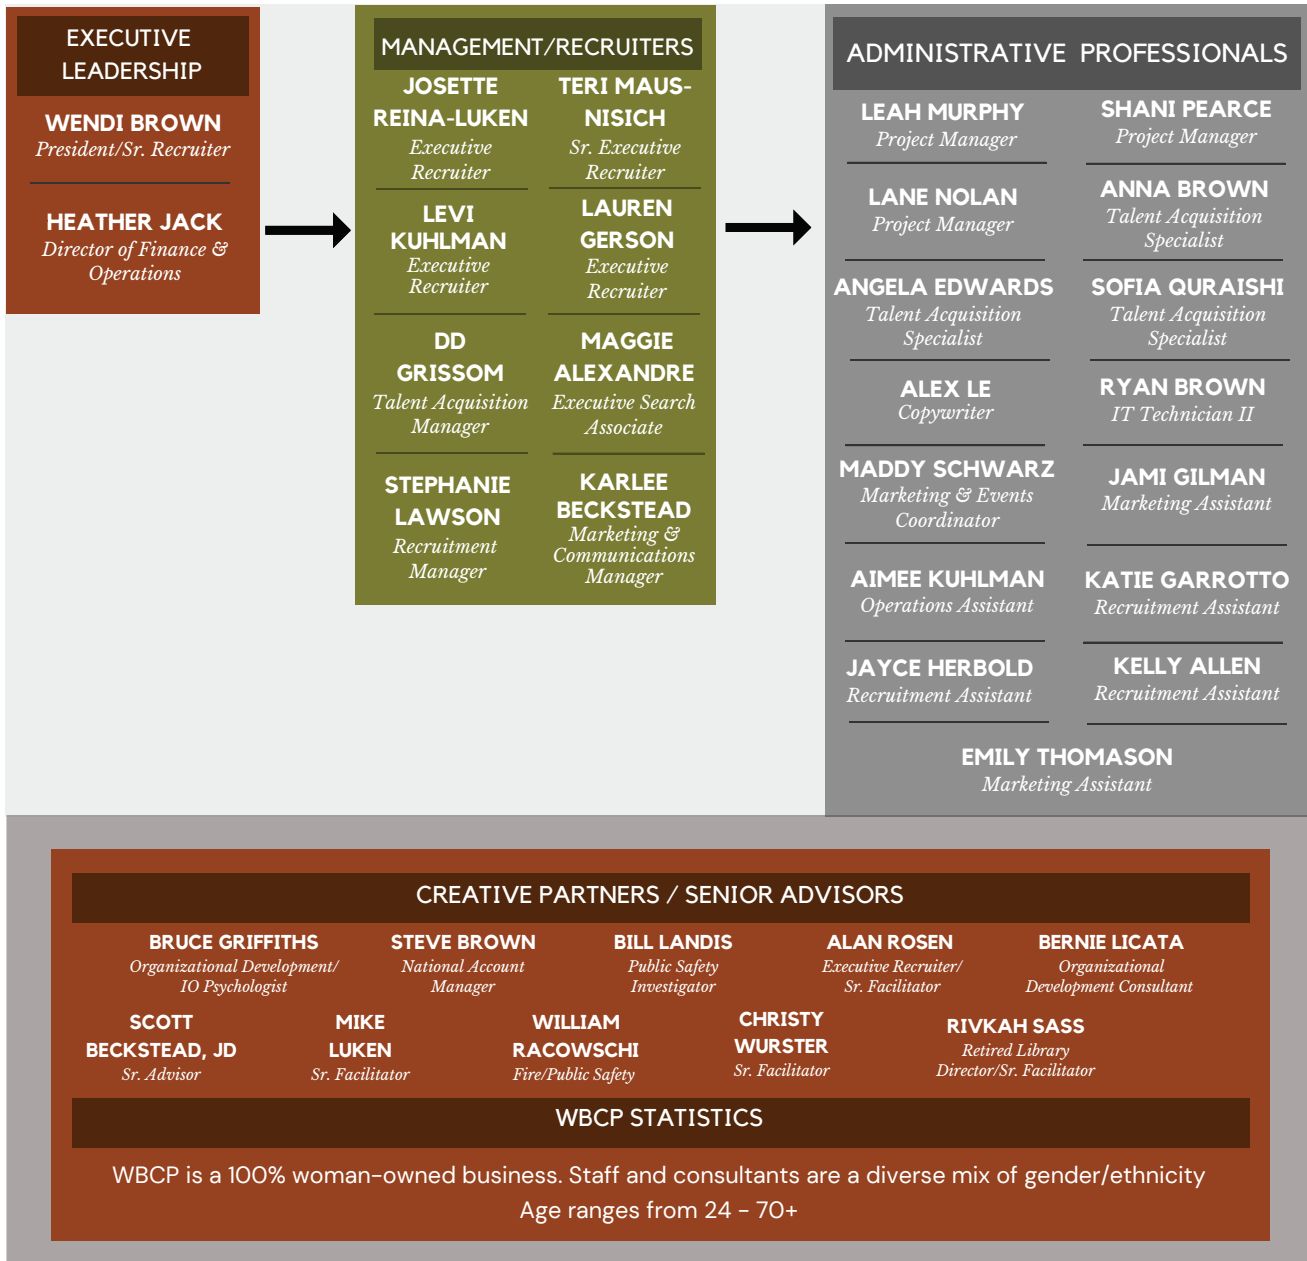 EXECUTIVE
LEADERSHIP
WENDI BROWN
President/Sr. Recruiter
HEATHER JACK
Director of Finance &
Operations
MANAGEMENT/RECRUITERS
JOSETTE
REINA-LUKEN
Executive
Recruiter
TERI MAUS-
NISICH
Sr. Executive
Recruiter
LEVI
KUHLMAN
Executive
Recruiter
LAUREN
GERSON
Executive
Recruiter
DD
GRISSOM
Talent Acquisition
Manager
MAGGIE
ALEXANDRE
Executive Search
Associate
STEPHANIE
LAWSON
Recruitment
Manager
KARLEE
BECKSTEAD
Marketing &
Communications
Manager
ADMINISTRATIVE PROFESSIONALS
LEAH MURPHY
Project Manager
SHANI PEARCE
Project Manager
LANE NOLAN
Project Manager
ANNA BROWN
Talent Acquisition
Specialist
ANGELA EDWARDS
Talent Acquisition
Specialist
SOFIA QURAISHI
Talent Acquisition
Specialist
ALEX LE
Copywriter
RYAN BROWN
IT Technician II
MADDY SCHWARZ
Marketing & Events
Coordinator
JAMI GILMAN
Marketing Assistant
AIMEE KUHLMAN
Operations Assistant
KATIE GARROTTO
Recruitment Assistant
JAYCE HERBOLD
Recruitment Assistant
KELLY ALLEN
Recruitment Assistant
EMILY THOMASON
Marketing Assistant
CREATIVE PARTNERS / SENIOR ADVISORS
BRUCE GRIFFITHS
Organizational Development/
IO Psychologist
STEVE BROWN
National Account
Manager
BILL LANDIS
Public Safety
Investigator
ALAN ROSEN
Executive Recruiter/
Sr. Facilitator
BERNIE LICATA
Organizational
Development Consultant
SCOTT
BECKSTEAD, JD
Sr. Advisor
MIKE
LUKEN
Sr. Facilitator
WILLIAM
RACOWSCHI
Fire/Public Safety
CHRISTY
WURSTER
Sr. Facilitator
RIVKAH SASS
Retired Library
Director/Sr. Facilitator
WBCP STATISTICS
WBCP is a 100% woman-owned business. Staff and consultants are a diverse mix of gender/ethnicity
Age ranges from 24 - 70+